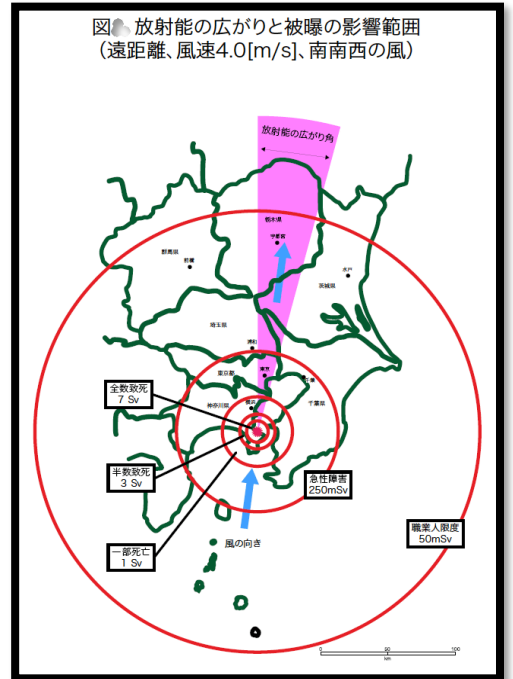 図 放射能の広がりと被曝の影響範囲
（遠距離、風速4.0[m/s]、南南西の風）
放射能の広がり角
栃木県
宇都宮
群馬県
前橋
水戸
茨城県
埼玉県
浦和
東京都
東京
千葉
全数致死
7 Sv
神奈川県
横浜
千葉県
半数致死
3 Sv
急性障害
250mSv
職業人限度
50mSv
一部死亡
1 Sv
風の向き
0 50 100
km